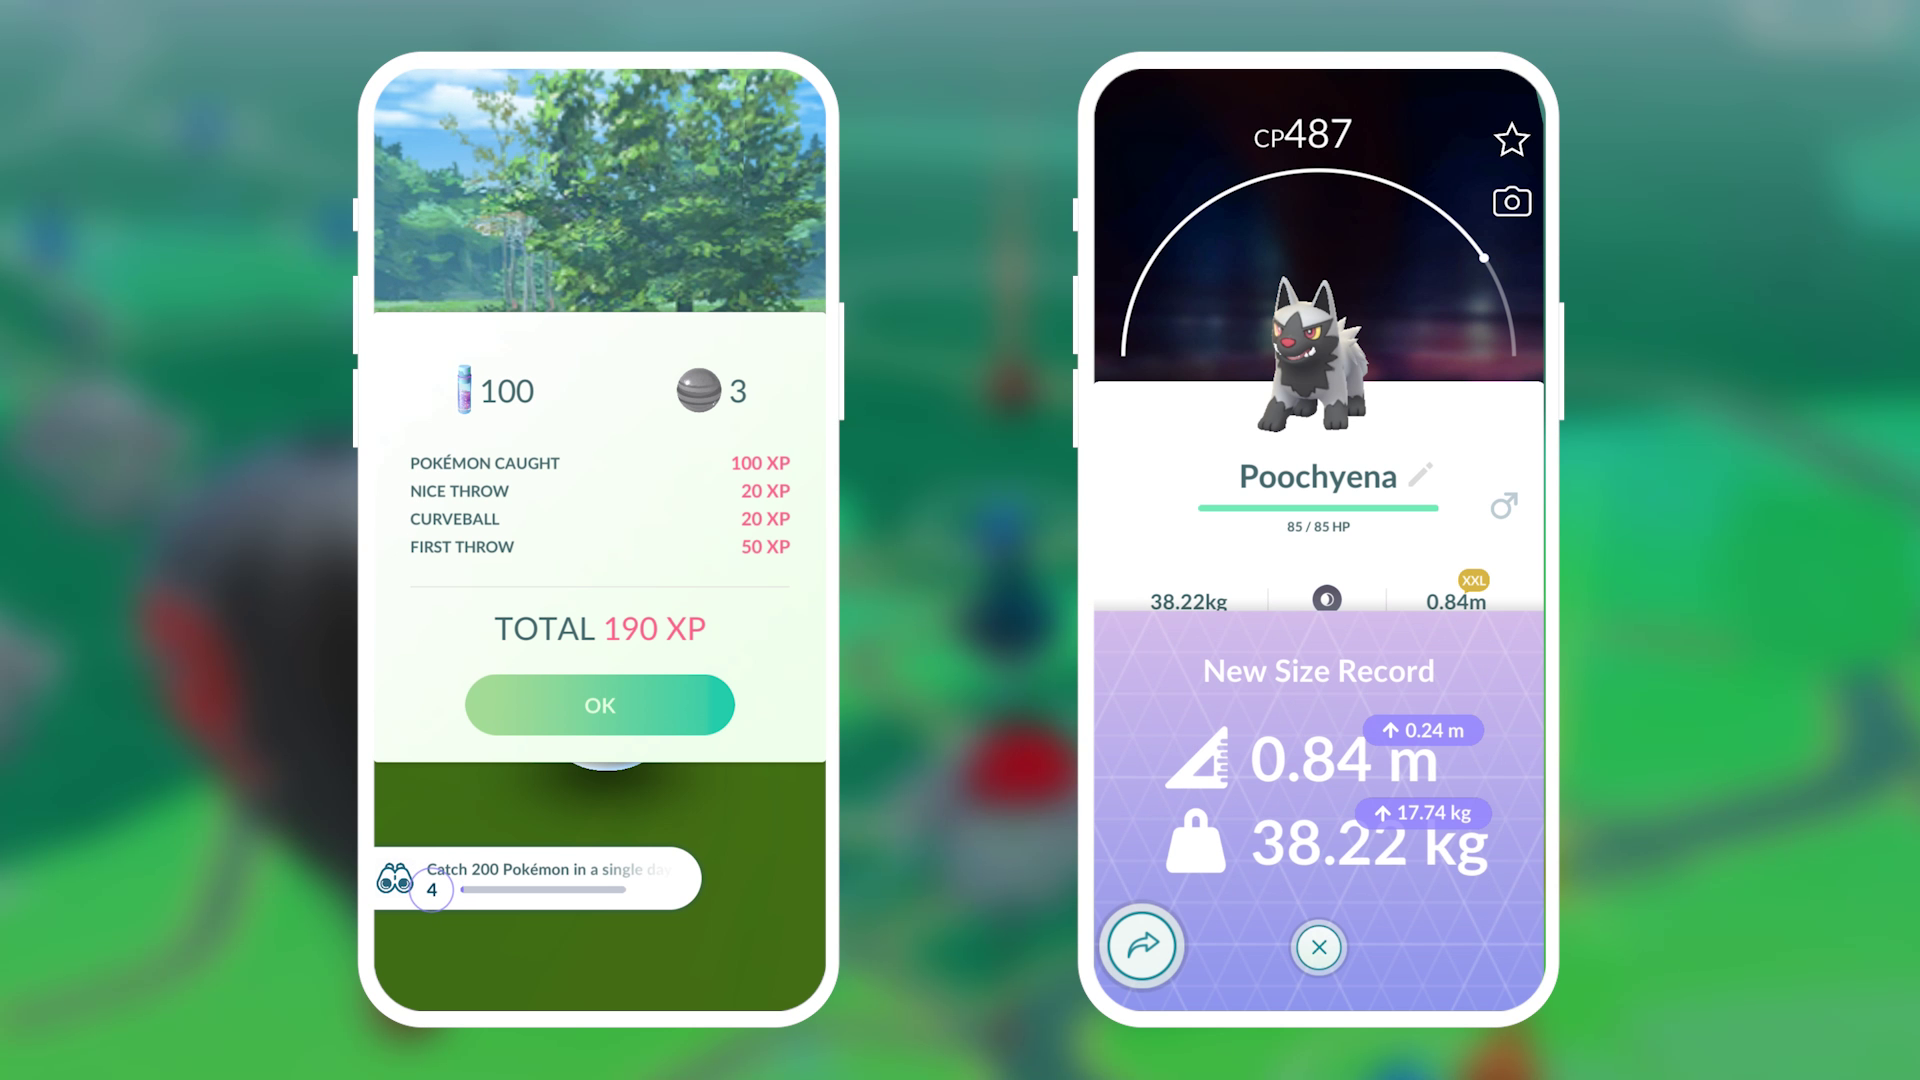 100
3
POKÉMON CAUGHT 100 XP
NICE THROW 20 XP
CURVEBALL 20 XP
FIRST THROW 50 XP
TOTAL 190 XP
OK
Catch 200 Pokémon in a single day
4
CP487
Poochyena
85 / 85 HP
XXL
38.22kg 0.84m
New Size Record
0.24 m
0.84 m
17.74 kg
38.22 kg